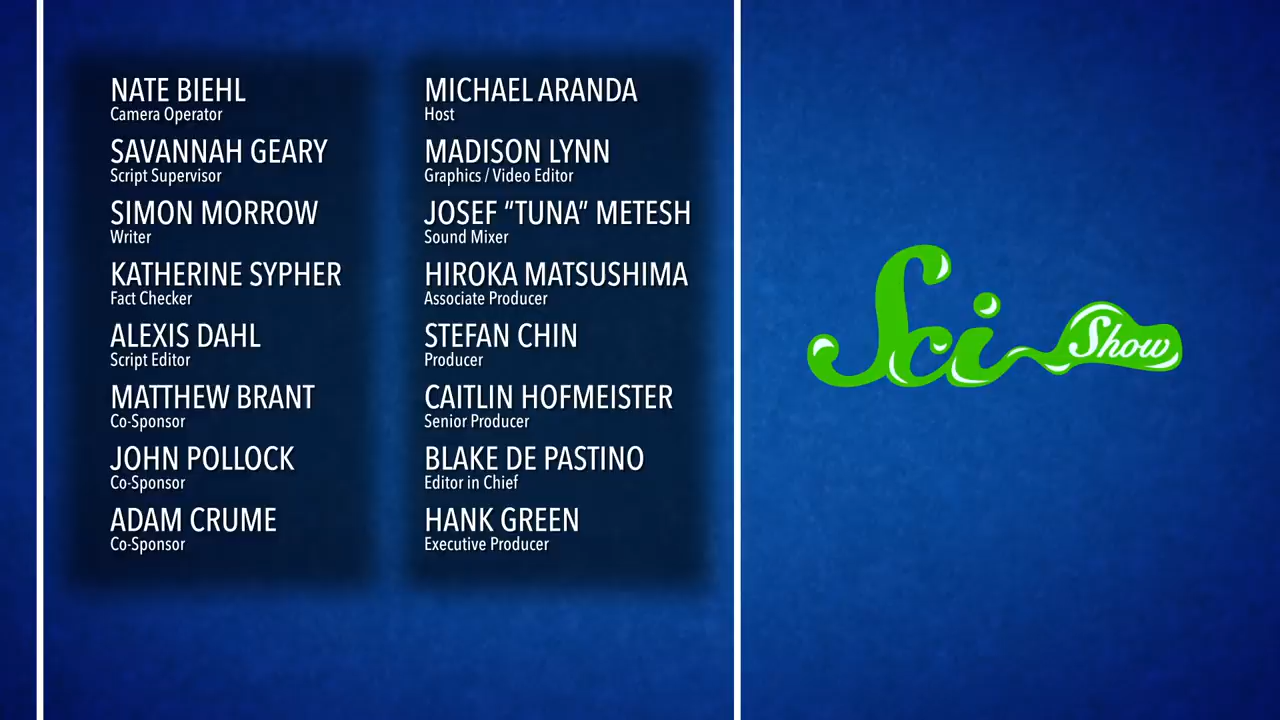 NATE BIEHL
Camera Operator
SAVANNAH GEARY
Script Supervisor
SIMON MORROW
Writer
KATHERINE SYPHER
Fact Checker
ALEXIS DAHL
Script Editor
MATTHEW BRANT
Co-Sponsor
JOHN POLLOCK
Co-Sponsor
ADAM CRUME
Co-Sponsor
MICHAEL ARANDA
Host
MADISON LYNN
Graphics / Video Editor
JOSEF “TUNA” METESH
Sound Mixer
HIROKA MATSUSHIMA
Associate Producer
STEFAN CHIN
Producer
CAITLIN HOFMEISTER
Senior Producer
BLAKE DE PASTINO
Editor in Chief
HANK GREEN
Executive Producer
Sci Show